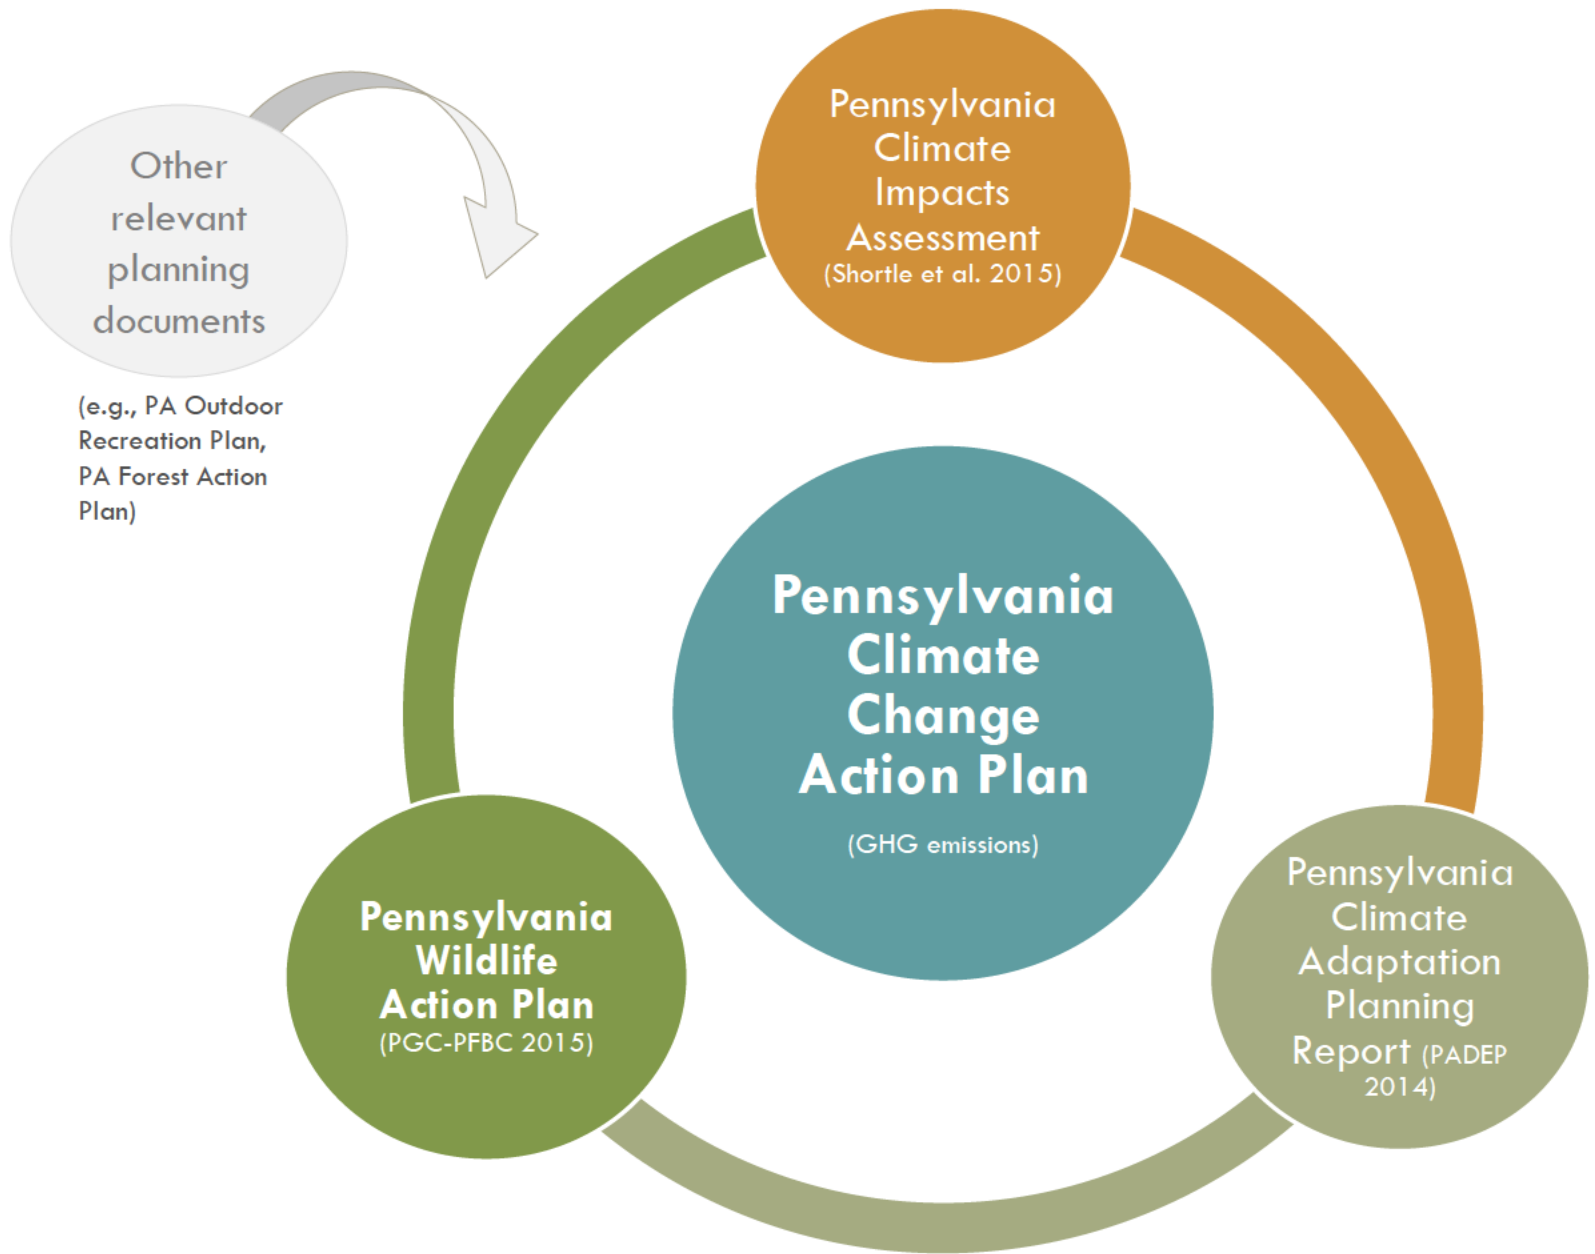 Other
relevant
planning
documents
(e.g., PA Outdoor
Recreation Plan,
PA Forest Action
Plan)
Pennsylvania
Climate
Impacts
Assessment
(Shortle et al. 2015)
Pennsylvania
Climate
Change
Action Plan
(GHG emissions)
Pennsylvania
Wildlife
Action Plan
(PGC-PFBC 2015)
Pennsylvania
Climate
Adaptation
Planning
Report (PADEP
2014)